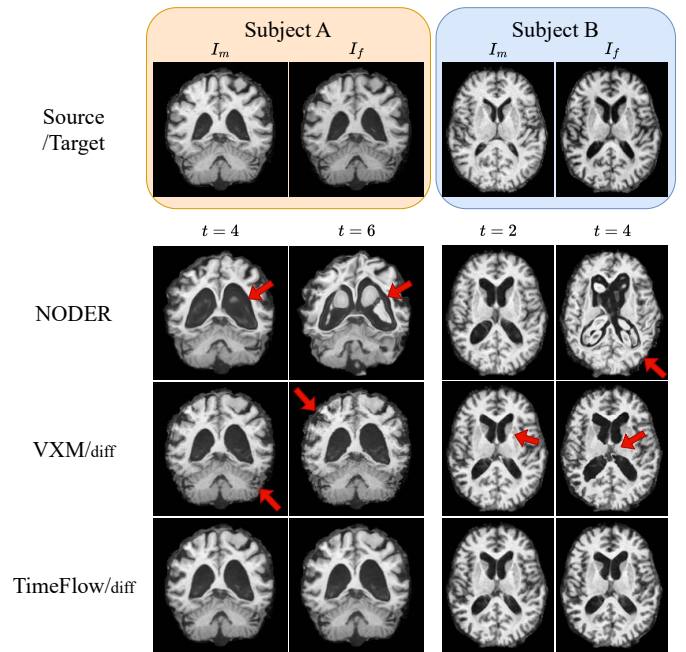 Subject A
Subject B
I_m
I_f
I_m
I_f
Source
/Target
t = 4
t = 6
t = 2
t = 4
NODER
VXM/diff
TimeFlow/diff